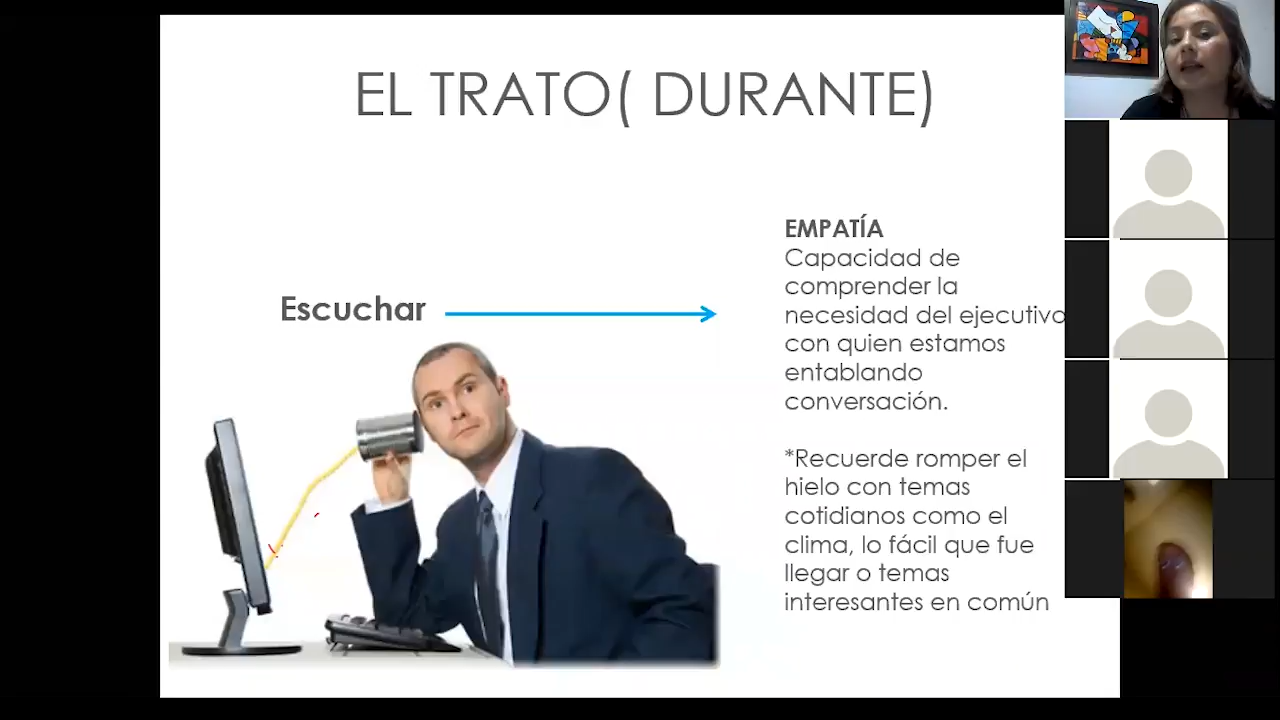 EL TRATO( DURANTE)
Escuchar
EMPATÍA
Capacidad de
comprender la
necesidad del ejecutivo
con quien estamos
entablando
conversación.
*Recuerde romper el
hielo con temas
cotidianos como el
clima, lo fácil que fue
llegar o temas
interesantes en común